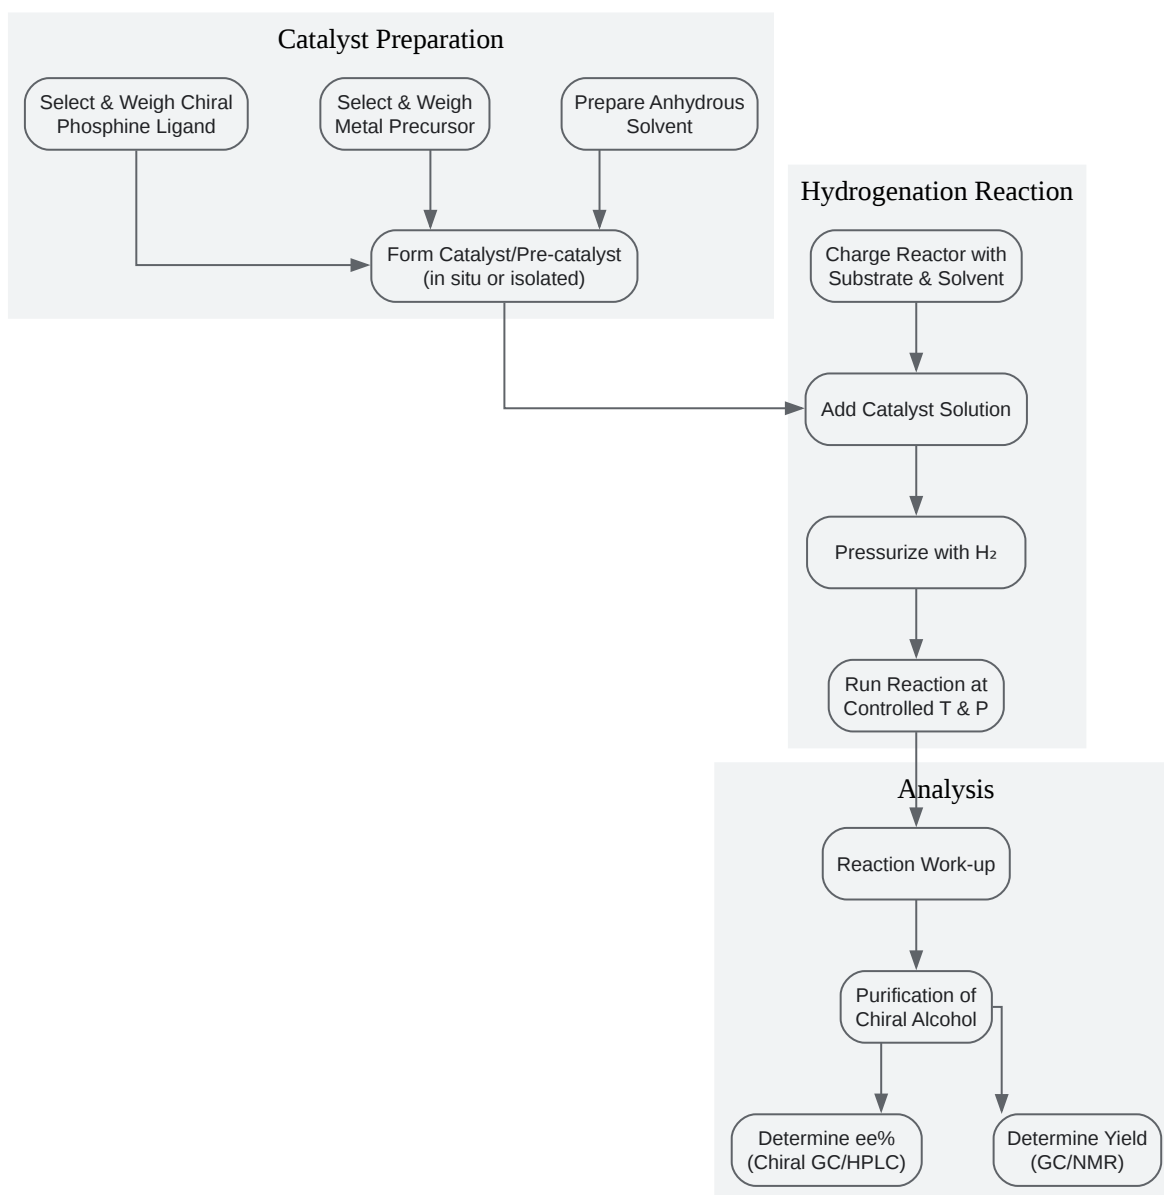 Catalyst Preparation
Select & Weigh Chiral
Phosphine Ligand
Select & Weigh
Metal Precursor
Prepare Anhydrous
Solvent
Form Catalyst/Pre-catalyst
(in situ or isolated)
Hydrogenation Reaction
Charge Reactor with
Substrate & Solvent
Add Catalyst Solution
Pressurize with H₂
Run Reaction at
Controlled T & P
Analysis
Reaction Work-up
Purification of
Chiral Alcohol
Determine ee%
(Chiral GC/HPLC)
Determine Yield
(GC/NMR)